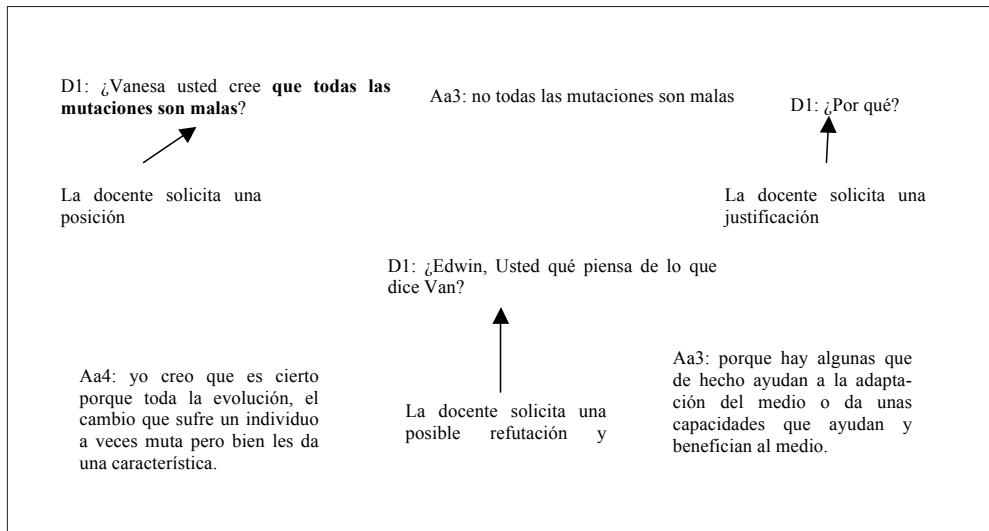 D1: ¿Vanesa usted cree que todas las
mutaciones son malas?
Aa3: no todas las mutaciones son malas
D1: ¿Por qué?
La docente solicita una
posición
La docente solicita una
justificación
D1: ¿Edwin, Usted qué piensa de lo que
dice Van?
Aa4: yo creo que es cierto
porque toda la evolución, el
cambio que sufre un individuo
a veces muta pero bien les da
una característica.
La docente solicita una
posible refutación y
Aa3: porque hay algunas que
de hecho ayudan a la adapta-
ción del medio o da unas
capacidades que ayudan y
benefician al medio.